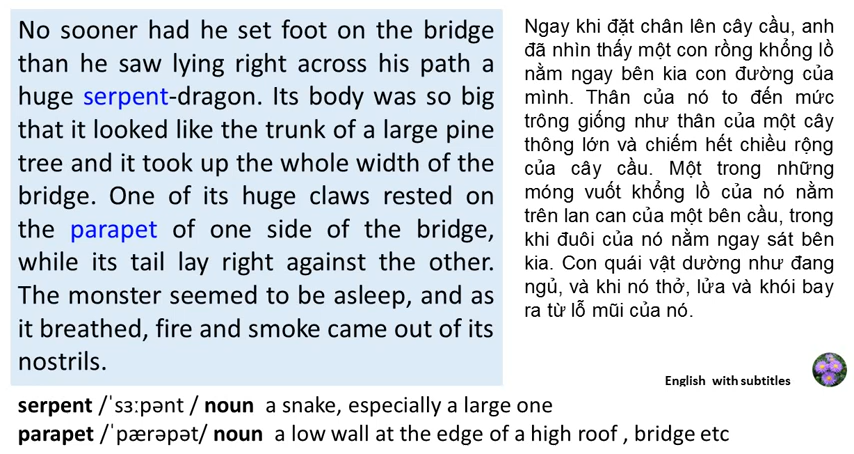 No sooner had he set foot on the bridge
than he saw lying right across his path a
huge serpent-dragon. Its body was so big
that it looked like the trunk of a large pine
tree and it took up the whole width of the
bridge. One of its huge claws rested on
the parapet of one side of the bridge,
while its tail lay right against the other.
The monster seemed to be asleep, and as
it breathed, fire and smoke came out of its
nostrils.
Ngay khi đặt chân lên cây cầu, anh
đã nhìn thấy một con rồng khổng lồ
nằm ngay bên kia con đường của
mình. Thân của nó to đến mức
trông giống như thân của một cây
thông lớn và chiếm hết chiều rộng
của cây cầu. Một trong những
móng vuốt khổng lồ của nó nằm
trên lan can của một bên cầu, trong
khi đuôi của nó nằm ngay sát bên
kia. Con quái vật dường như đang
ngủ, và khi nó thở, lửa và khói bay
ra từ lỗ mũi của nó.
English with subtitles
serpent /ˈsɜːpənt / noun a snake, especially a large one
parapet /ˈpærəpət/ noun a low wall at the edge of a high roof , bridge etc